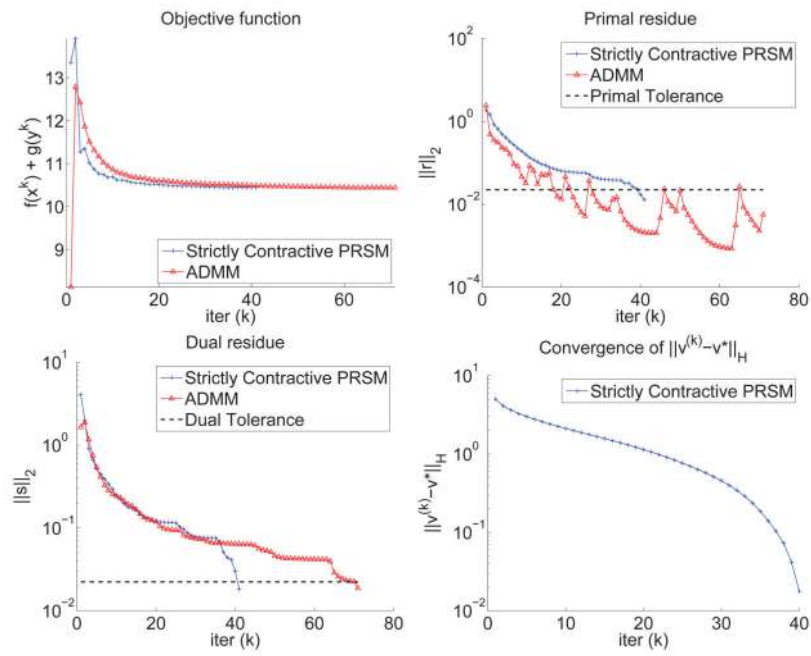 Objective function
f(x^k) + g(y^k)
13
12
11
10
9
8
Strictly Contractive PRSM
ADMM
0 20 40 60
iter (k)
Primal residue
||r||_2
10^2
10^0
10^-2
10^-4
Strictly Contractive PRSM
ADMM
Primal Tolerance
0 20 40 60 80
iter (k)
Dual residue
||s||_2
10^1
10^0
10^-1
10^-2
Strictly Contractive PRSM
ADMM
Dual Tolerance
0 20 40 60 80
iter (k)
Convergence of ||v^(k)-v*||_H
||v^(k)-v*||_H
10^1
10^0
10^-1
10^-2
Strictly Contractive PRSM
0 10 20 30 40
iter (k)